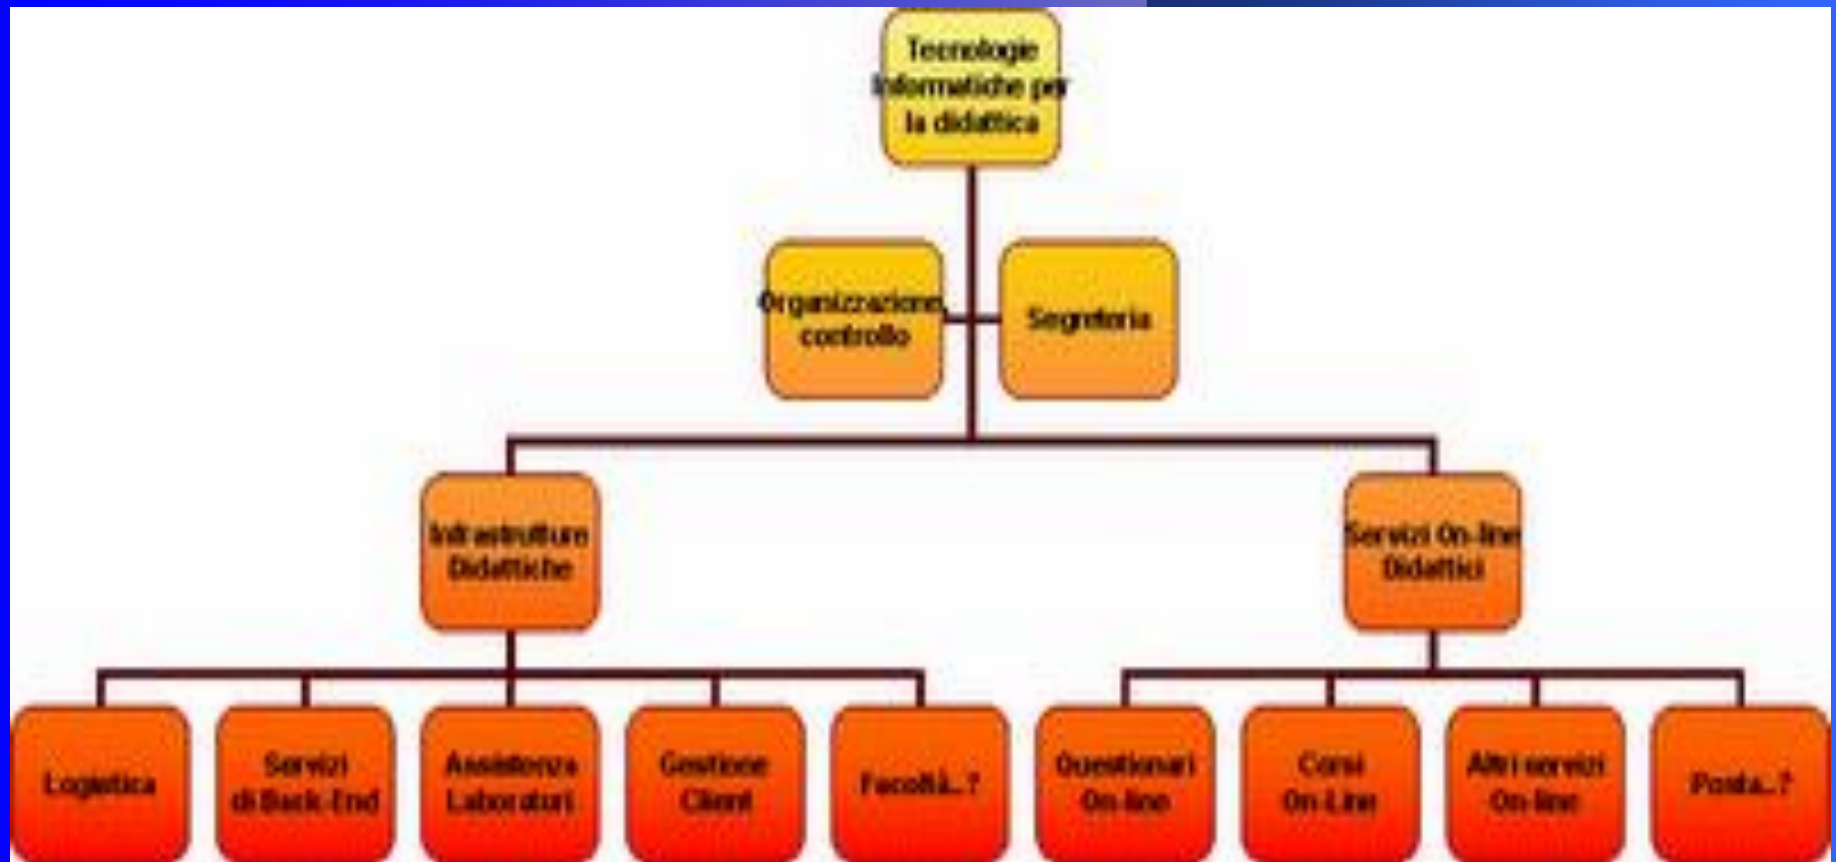 Tecnologie
Informatiche per
la didattica
Organizzazione,
controllo
Segreteria
Infrastrutture
Didattiche
Servizi On-line
Didattici
Logistica
Servizi
di Back-End
Assistenza
Laboratori
Gestione
Client
Facoltà..?
Questionari
On-line
Corsi
On-Line
Altri servizi
On-line
Posta..?